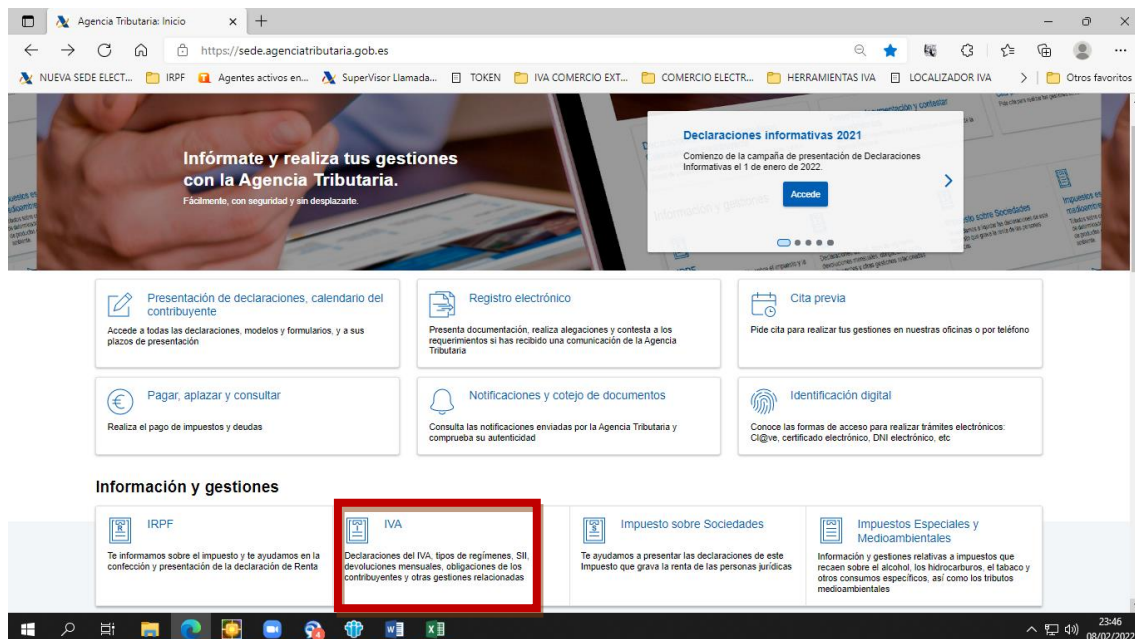 Agencia Tributaria: Inicio
https://sede.agenciatributaria.gob.es
NUEVA SEDE ELECT...
IRPF
Agentes activos en...
SuperVisor Llamada...
TOKEN
IVA COMERCIO EXT...
COMERCIO ELECTR...
HERRAMIENTAS IVA
LOCALIZADOR IVA
Otros favoritos
Infórmate y realiza tus gestiones
con la Agencia Tributaria.
Fácilmente, con seguridad y sin desplazarte.
Declaraciones informativas 2021
Comienzo de la campaña de presentación de Declaraciones
Informativas el 1 de enero de 2022.
Accede
Presentación de declaraciones, calendario del
contribuyente
Accede a todas las declaraciones, modelos y formularios, y a sus
plazos de presentación
Registro electrónico
Presenta documentación, realiza alegaciones y contesta a los
requerimientos si has recibido una comunicación de la Agencia
Tributaria
Cita previa
Pide cita para realizar tus gestiones en nuestras oficinas o por teléfono
Pagar, aplazar y consultar
Realiza el pago de impuestos y deudas
Notificaciones y cotejo de documentos
Consulta las notificaciones enviadas por la Agencia Tributaria y
comprueba su autenticidad
Identificación digital
Conoce las formas de acceso para realizar trámites electrónicos:
Cl@ve, certificado electrónico, DNI electrónico, etc
Información y gestiones
IRPF
Te informamos sobre el impuesto y te ayudamos en la
confección y presentación de la declaración de Renta
IVA
Declaraciones del IVA, tipos de regímenes, SII,
devoluciones mensuales, obligaciones de los
contribuyentes y otras gestiones relacionadas
Impuesto sobre Sociedades
Te ayudamos a presentar las declaraciones de este
Impuesto que grava la renta de las personas jurídicas
Impuestos Especiales y
Medioambientales
Información y gestiones relativas a impuestos que
recaen sobre el alcohol, los hidrocarburos, el tabaco y
otros consumos específicos, así como los tributos
medioambientales
23:46